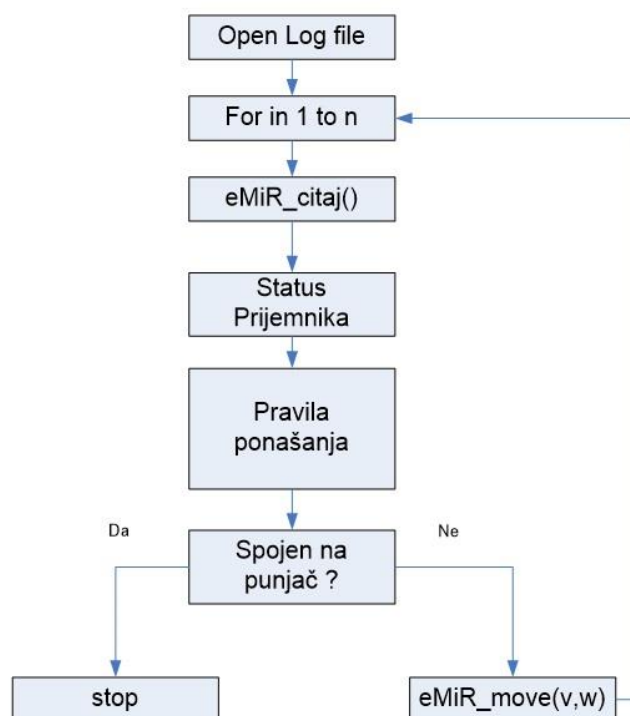 Open Log file
For in 1 to n
eMiR_citaj()
Status
Prijemnika
Pravila
ponašanja
Da
Ne
Spojen na
punjač ?
stop
eMiR_move(v,w)